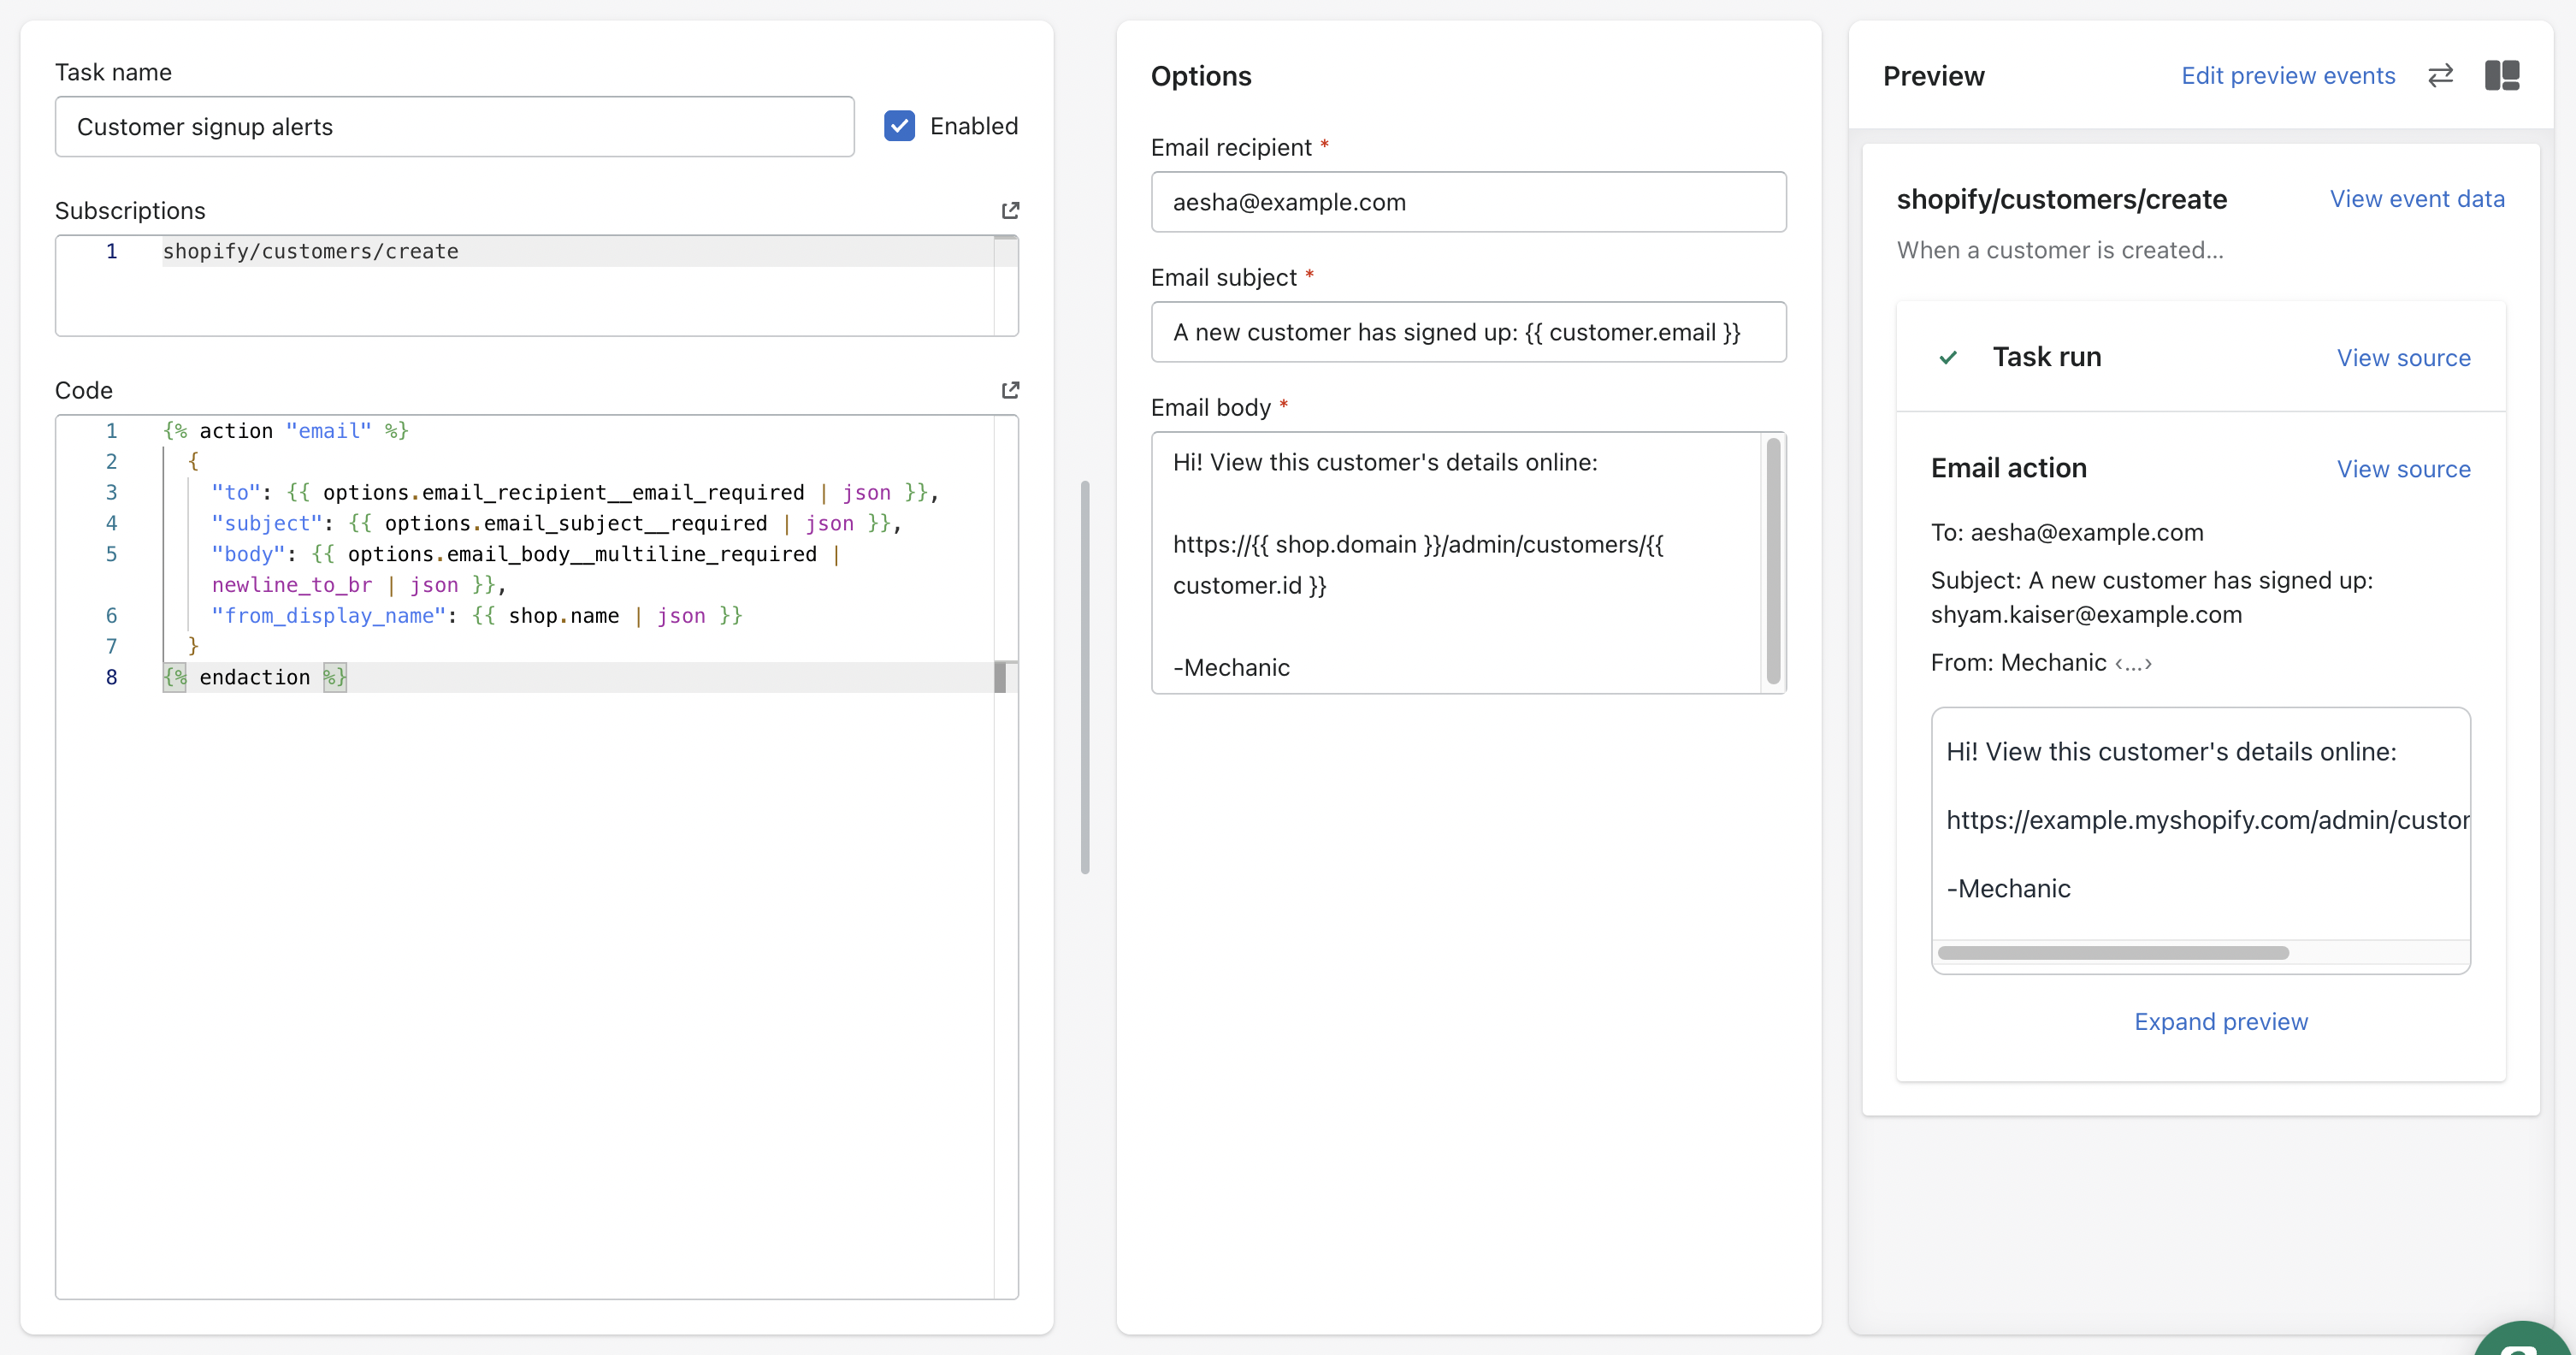 Task name
Customer signup alerts
Enabled
Subscriptions
1 shopify/customers/create
Code
1 {% action "email" %}
2 {
3 "to": {{ options.email_recipient__email_required | json }},
4 "subject": {{ options.email_subject__required | json }},
5 "body": {{ options.email_body__multiline_required |
newline_to_br | json }},
6 "from_display_name": {{ shop.name | json }}
7 }
8 {% endaction %}
Options
Email recipient *
aesha@example.com
Email subject *
A new customer has signed up: {{ customer.email }}
Email body *
Hi! View this customer's details online:
https://{{ shop.domain }}/admin/customers/{{
customer.id }}
-Mechanic
Preview
Edit preview events
shopify/customers/create
View event data
When a customer is created...
Task run
View source
Email action
View source
To: aesha@example.com
Subject: A new customer has signed up:
shyam.kaiser@example.com
From: Mechanic ‹...›
Hi! View this customer's details online:
https://example.myshopify.com/admin/custor
-Mechanic
Expand preview